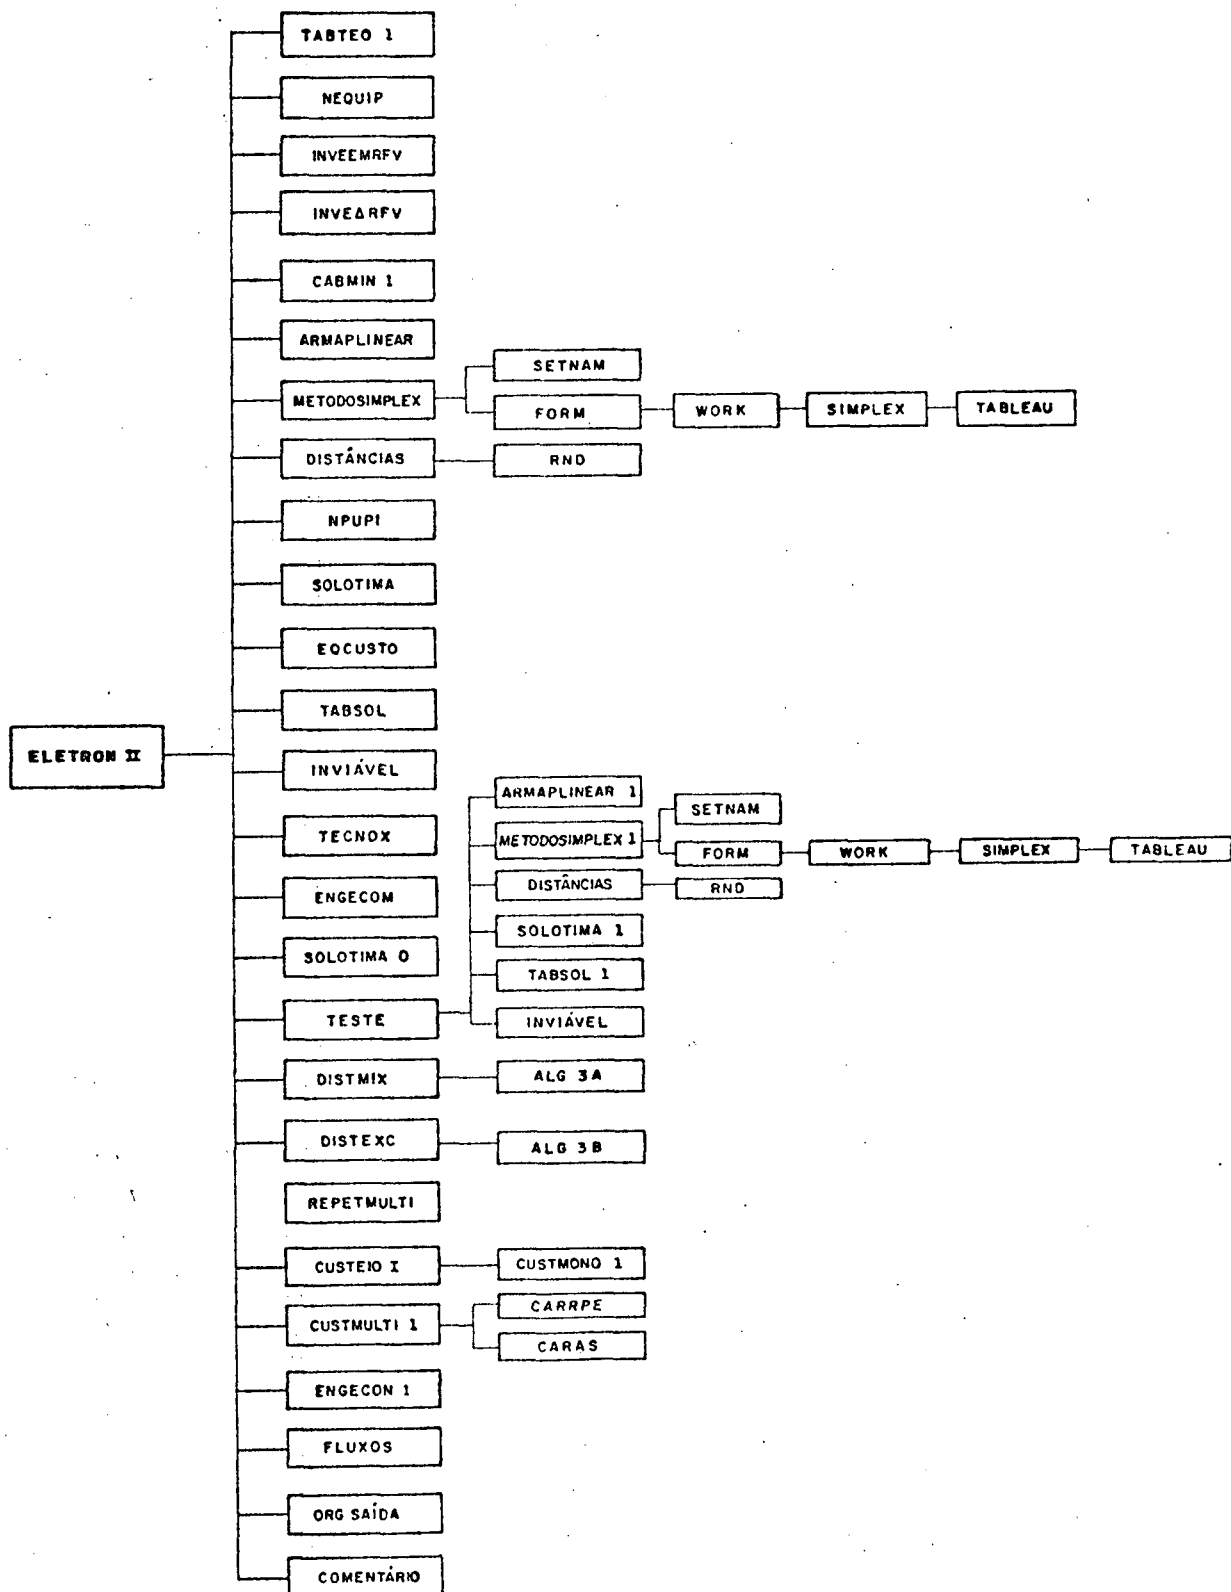 TABTEO 1
NEQUIP
INVEEMRFV
INVEΔRFV
CABMIN 1
ARMAPLINEAR
SETNAM
METODOSIMPLEX
FORM
WORK
SIMPLEX
TABLEAU
DISTÂNCIAS
RND
NPUPI
SOLOTIMA
EQCUSTO
TABSOL
ELETRON II
INVIÁVEL
ARMAPLINEAR 1
SETNAM
TECNOX
METODOSIMPLEX 1
FORM
WORK
SIMPLEX
TABLEAU
ENGECOM
DISTÂNCIAS
RND
SOLOTIMA 1
SOLOTIMA 0
TABSOL 1
TESTE
INVIÁVEL
DISTMIX
ALG 3A
DISTEXC
ALG 3B
REPETMULTI
CUSTEIO I
CUSTMONO 1
CARRPE
CUSTMULTI 1
CARAS
ENGECON 1
FLUXOS
ORG SAÍDA
COMENTÁRIO